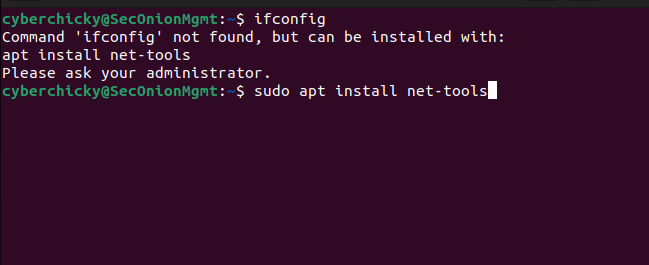 cyberchicky@SecOnionMgmt:~$ ifconfig
Command 'ifconfig' not found, but can be installed with:
apt install net-tools
Please ask your administrator.
cyberchicky@SecOnionMgmt:~$ sudo apt install net-tools